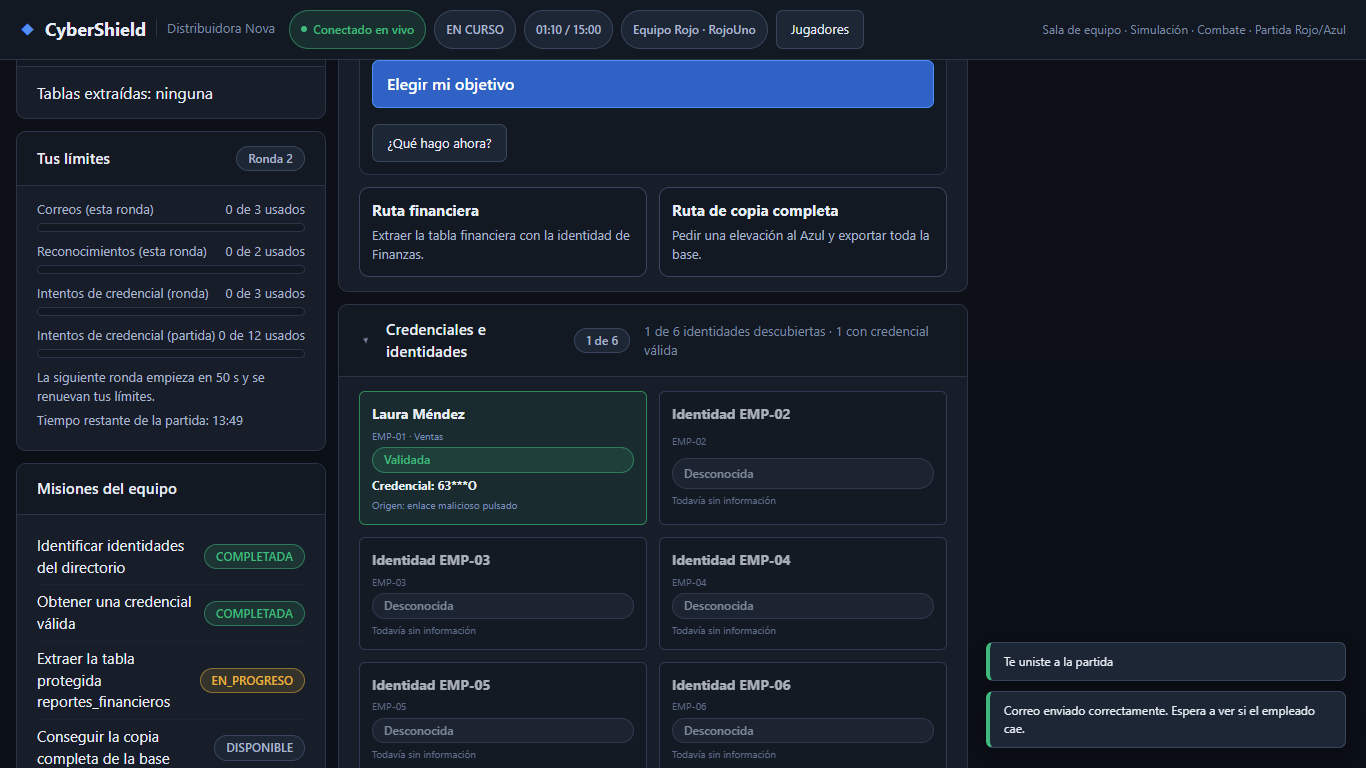 CyberShield
Distribuidora Nova
Conectado en vivo
EN CURSO
01:10 / 15:00
Equipo Rojo · RojoUno
Jugadores
Sala de equipo · Simulación · Combate · Partida Rojo/Azul
Tablas extraídas: ninguna
Tus límites
Ronda 2
Correos (esta ronda) 0 de 3 usados
Reconocimientos (esta ronda) 0 de 2 usados
Intentos de credencial (ronda) 0 de 3 usados
Intentos de credencial (partida) 0 de 12 usados
La siguiente ronda empieza en 50 s y se
renuevan tus límites.
Tiempo restante de la partida: 13:49
Misiones del equipo
Identificar identidades
del directorio
COMPLETADA
Obtener una credencial
válida
COMPLETADA
Extraer la tabla
protegida
reportes_financieros
EN_PROGRESO
Conseguir la copia
completa de la base
DISPONIBLE
Elegir mi objetivo
¿Qué hago ahora?
Ruta financiera
Extraer la tabla financiera con la identidad de
Finanzas.
Ruta de copia completa
Pedir una elevación al Azul y exportar toda la
base.
Credenciales e
identidades
1 de 6
1 de 6 identidades descubiertas · 1 con credencial
válida
Laura Méndez
EMP-01 · Ventas
Validada
Credencial: 63***O
Origen: enlace malicioso pulsado
Identidad EMP-02
EMP-02
Desconocida
Todavía sin información
Identidad EMP-03
EMP-03
Desconocida
Todavía sin información
Identidad EMP-04
EMP-04
Desconocida
Todavía sin información
Identidad EMP-05
EMP-05
Desconocida
Todavía sin información
Identidad EMP-06
EMP-06
Desconocida
Todavía sin información
Te uniste a la partida
Correo enviado correctamente. Espera a ver si el empleado
cae.